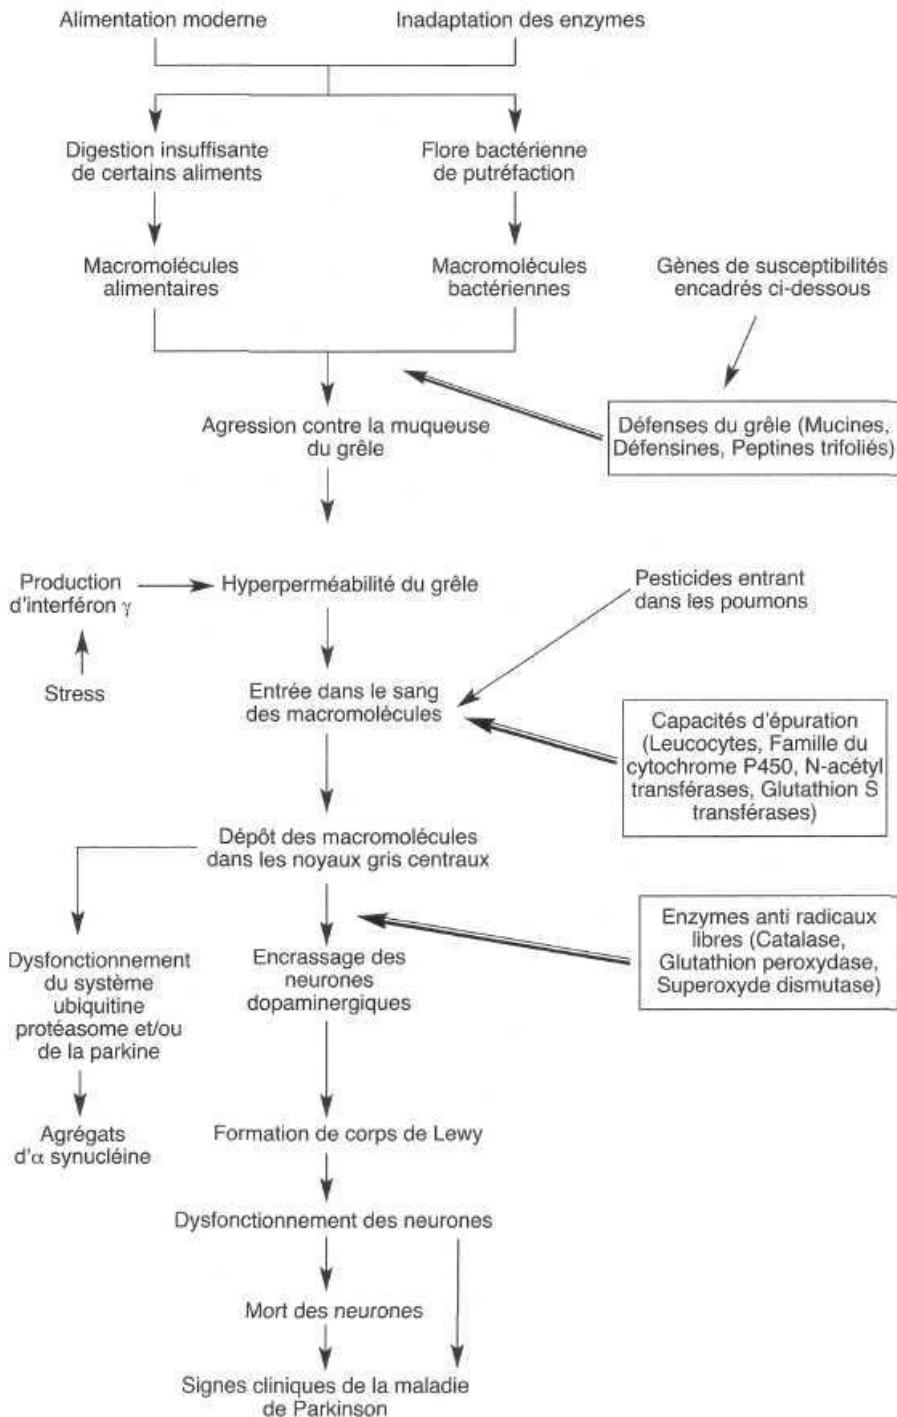 Alimentation moderne
Inadaptation des enzymes
Digestion insuffisante
de certains aliments
Flore bactérienne
de putréfaction
Macromolécules
alimentaires
Macromolécules
bactériennes
Gènes de susceptibilités
encadrés ci-dessous
Agression contre la muqueuse
du grêle
Défenses du grêle (Mucines,
Défensines, Peptines trifoliés)
Production
d'interféron γ
Hyperperméabilité du grêle
Pesticides entrant
dans les poumons
Stress
Entrée dans le sang
des macromolécules
Capacités d'épuration
(Leucocytes, Famille du
cytochrome P450, N-acétyl
transférases, Glutathion S
transférases)
Dépôt des macromolécules
dans les noyaux gris centraux
Enzymes anti radicaux
libres (Catalase,
Glutathion peroxydase,
Superoxyde dismutase)
Dysfonctionnement
du système
ubiquitine
protéasome et/ou
de la parkine
Encrassage des
neurones
dopaminergiques
Agrégats
d'α synucléine
Formation de corps de Lewy
Dysfonctionnement des neurones
Mort des neurones
Signes cliniques de la maladie
de Parkinson